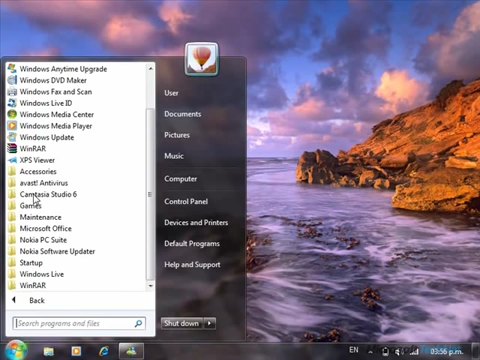 Windows Anytime Upgrade
Windows DVD Maker
Windows Fax and Scan
Windows Live ID
Windows Media Center
Windows Media Player
Windows Update
WinRAR
XPS Viewer
Accessories
avast! Antivirus
Camtasia Studio 6
Games
Maintenance
Microsoft Office
Nokia PC Suite
Nokia Software Updater
Startup
Windows Live
WinRAR
Back
Search programs and files
User
Documents
Pictures
Music
Computer
Control Panel
Devices and Printers
Default Programs
Help and Support
Shut down
EN
03:56 p.m.